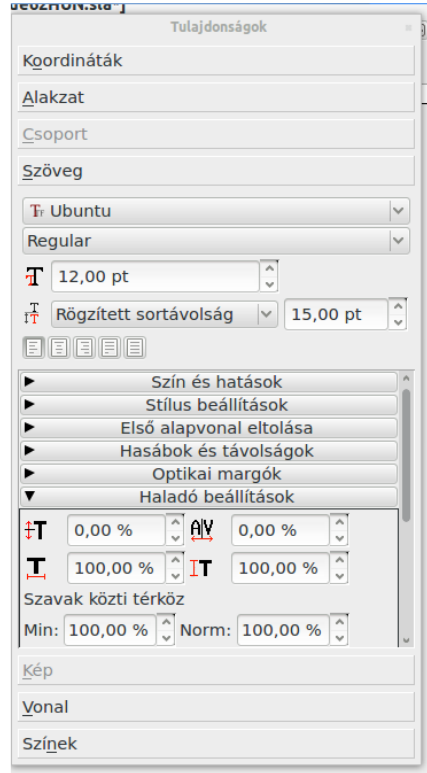 Tulajdonságok
Koordináták
Alakzat
Csoport
Szöveg
Ubuntu
Regular
12,00 pt
Rögzített sortávolság 15,00 pt
Szín és hatások
Stílus beállítások
Első alapvonal eltolása
Hasábok és távolságok
Optikai margók
Haladó beállítások
0,00 % 0,00 %
100,00 % 100,00 %
Szavak közti térköz
Min: 100,00 % Norm: 100,00 %
Kép
Vonal
Színek